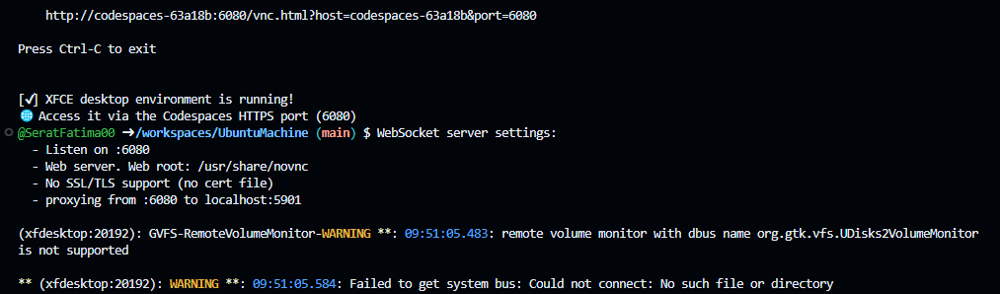 http://codespaces-63a18b:6080/vnc.html?host=codespaces-63a18b&port=6080
Press Ctrl-C to exit
[✓] XFCE desktop environment is running!
🌐 Access it via the Codespaces HTTPS port (6080)
@SeratFatima00 ➜/workspaces/UbuntuMachine (main) $ WebSocket server settings:
- Listen on :6080
- Web server. Web root: /usr/share/novnc
- No SSL/TLS support (no cert file)
- proxying from :6080 to localhost:5901
(xfdesktop:20192): GVFS-RemoteVolumeMonitor-WARNING **: 09:51:05.483: remote volume monitor with dbus name org.gtk.vfs.UDisks2VolumeMonitor
is not supported
** (xfdesktop:20192): WARNING **: 09:51:05.584: Failed to get system bus: Could not connect: No such file or directory